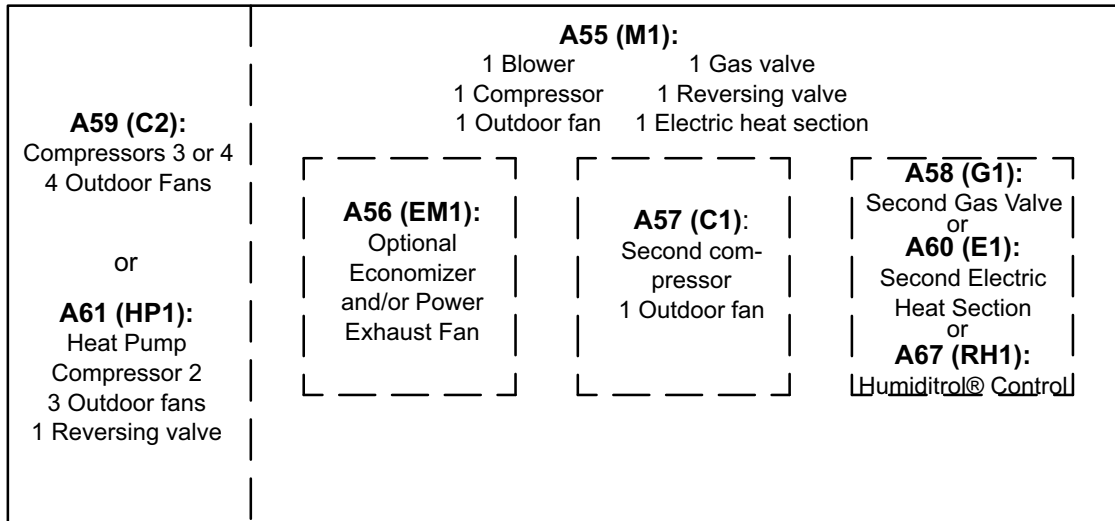 A55 (M1):
1 Blower 1 Gas valve
1 Compressor 1 Reversing valve
1 Outdoor fan 1 Electric heat section
A59 (C2):
Compressors 3 or 4
4 Outdoor Fans
or
A61 (HP1):
Heat Pump
Compressor 2
3 Outdoor fans
1 Reversing valve
A56 (EM1):
Optional
Economizer
and/or Power
Exhaust Fan
A57 (C1):
Second com-
pressor
1 Outdoor fan
A58 (G1):
Second Gas Valve
or
A60 (E1):
Second Electric
Heat Section
or
A67 (RH1):
Humiditrol® Control